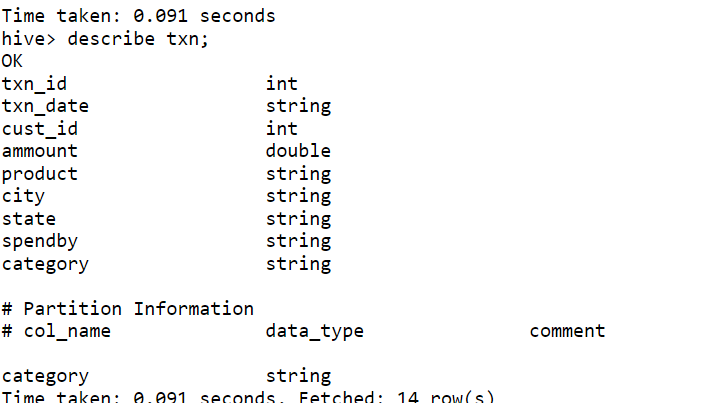 Time taken: 0.091 seconds
hive> describe txn;
OK
txn_id int
txn_date string
cust_id int
ammount double
product string
city string
state string
spendby string
category string
# Partition Information
# col_name data_type comment
category string
Time taken: 0.091 seconds, Fetched: 14 row(s)